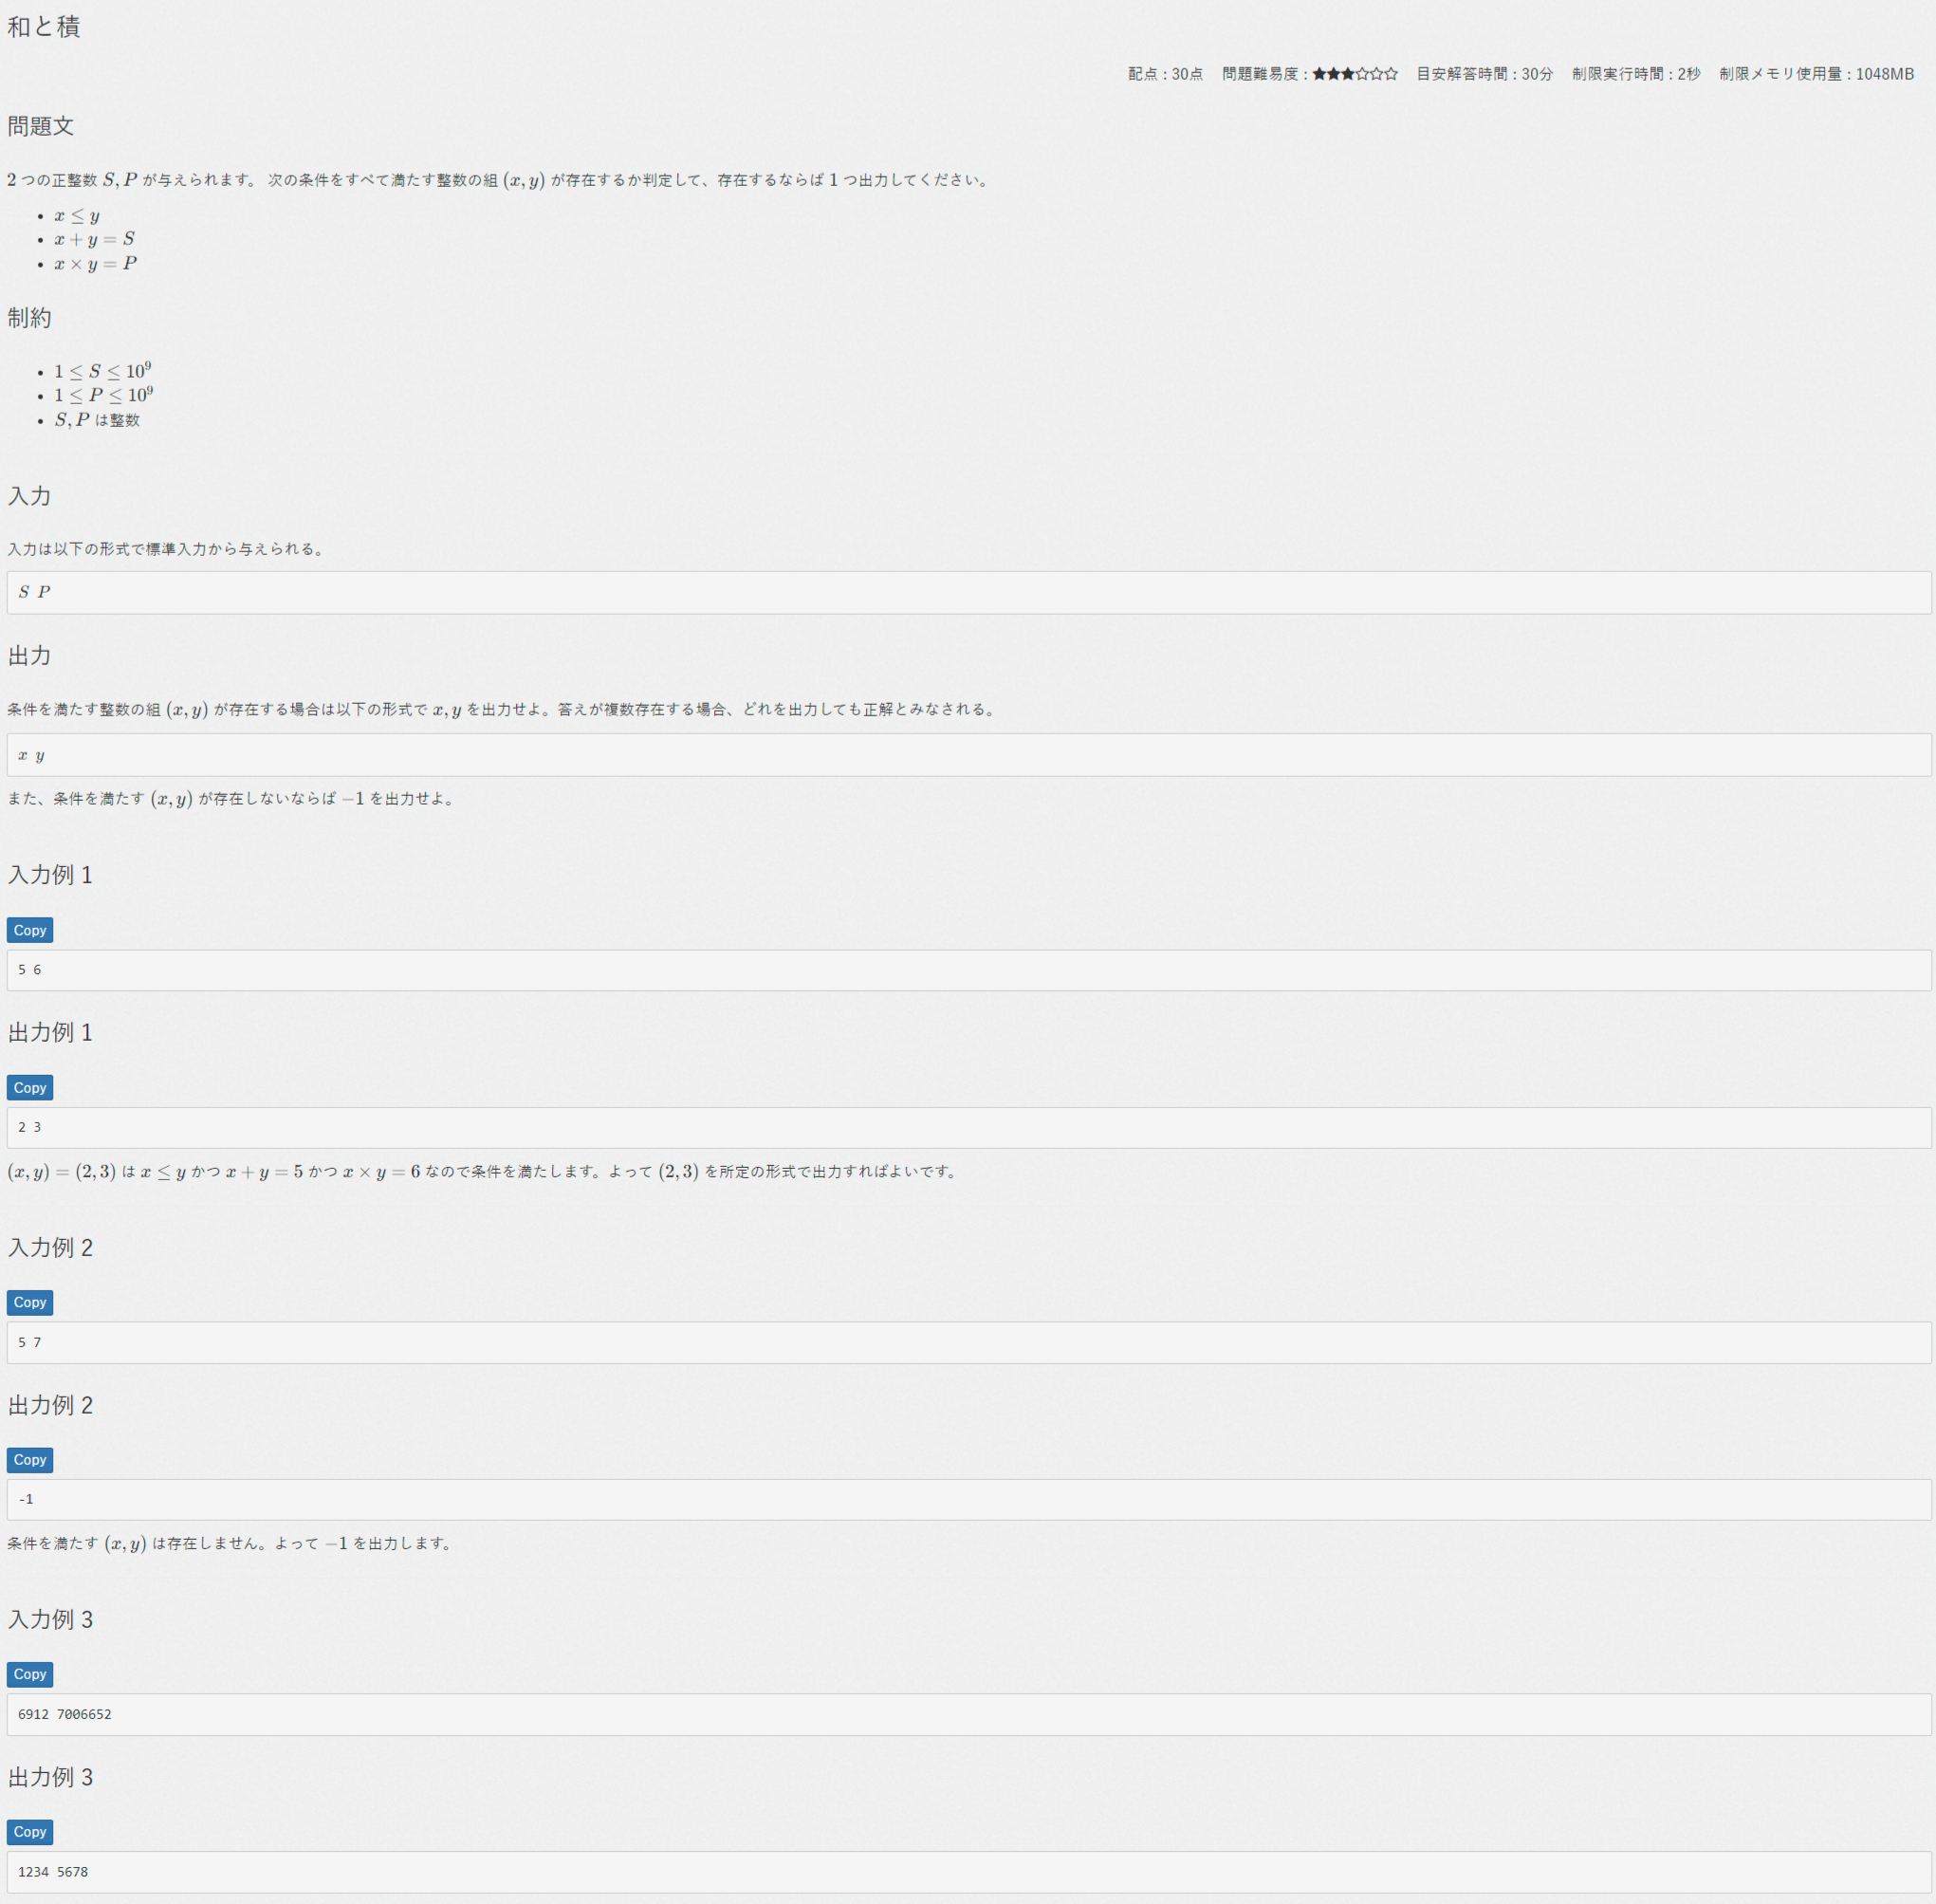 和と積
配点 : 30点 問題難易度 : ★★★☆☆☆ 目安解答時間 : 30分 制限実行時間 : 2秒 制限メモリ使用量 : 1048MB
問題文
2 つの正整数 S, P が与えられます。 次の条件をすべて満たす整数の組 (x, y) が存在するか判定して、存在するならば 1 つ出力してください。
• x ≤ y
• x + y = S
• x × y = P
制約
• 1 ≤ S ≤ 10⁹
• 1 ≤ P ≤ 10⁹
• S, P は整数
入力
入力は以下の形式で標準入力から与えられる。
S P
出力
条件を満たす整数の組 (x, y) が存在する場合は以下の形式で x, y を出力せよ。答えが複数存在する場合、どれを出力しても正解とみなされる。
x y
また、条件を満たす (x, y) が存在しないならば −1 を出力せよ。
入力例 1
Copy
5 6
出力例 1
Copy
2 3
(x, y) = (2, 3) は x ≤ y かつ x + y = 5 かつ x × y = 6 なので条件を満たします。よって (2, 3) を所定の形式で出力すればよいです。
入力例 2
Copy
5 7
出力例 2
Copy
-1
条件を満たす (x, y) は存在しません。よって −1 を出力します。
入力例 3
Copy
6912 7006652
出力例 3
Copy
1234 5678